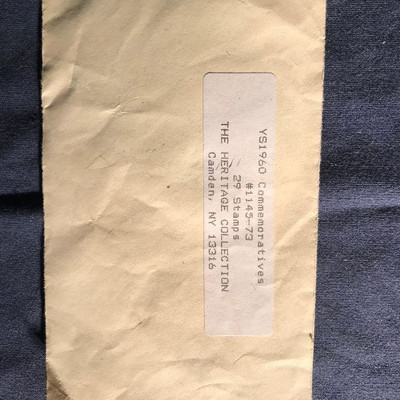 YS1960 Commemoratives
#1145-73
29 Stamps
THE HERITAGE COLLECTION
Camden, NY 13316